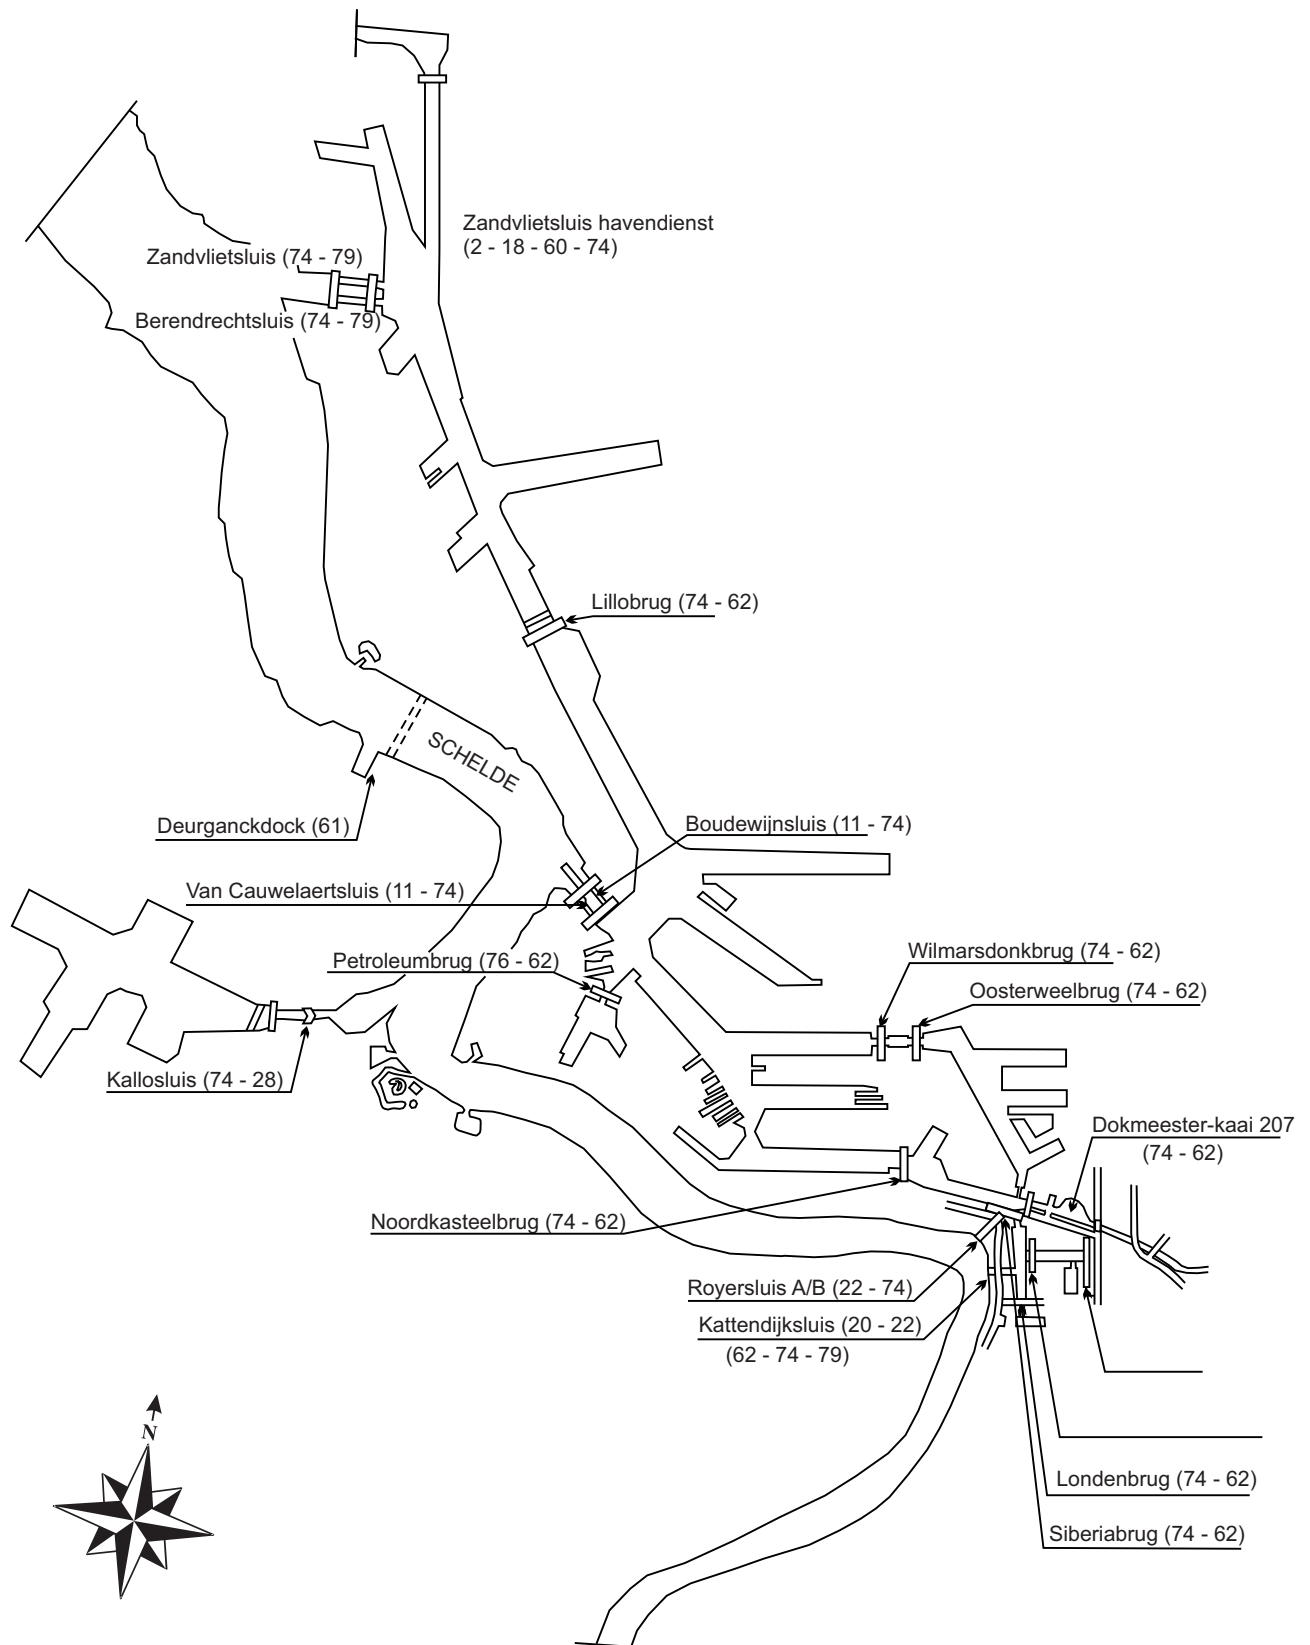 Zandvlietsluis havendienst
(2 - 18 - 60 - 74)
Zandvlietsluis (74 - 79)
Berendrechtsluis (74 - 79)
Lillobrug (74 - 62)
SCHELDE
Deurganckdock (61)
Boudewijnsluis (11 - 74)
Van Cauwelaertsluis (11 - 74)
Petroleumbrug (76 - 62)
Wilmarsdonkbrug (74 - 62)
Oosterweelbrug (74 - 62)
Kallosluis (74 - 28)
Dokmeester-kaai 207
(74 - 62)
Noordkasteelbrug (74 - 62)
Royersluis A/B (22 - 74)
Kattendijksluis (20 - 22)
(62 - 74 - 79)
N
Londenbrug (74 - 62)
Siberiabrug (74 - 62)